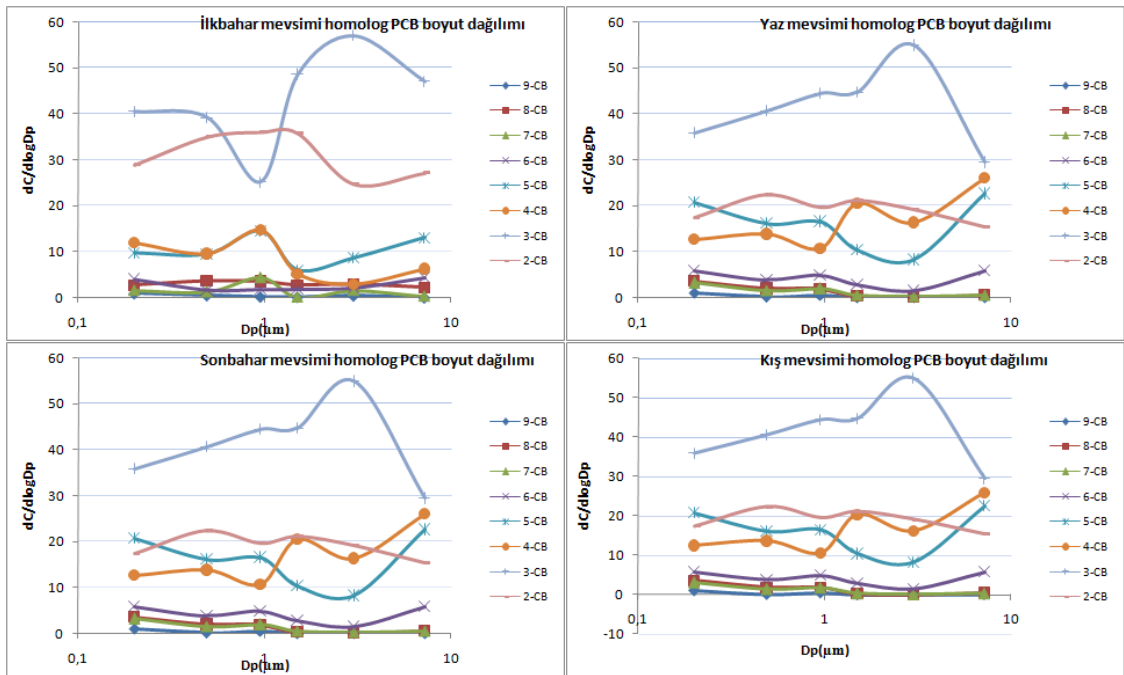 İlkbahar mevsimi homolog PCB boyut dağılımı
60
50
40
30
20
10
0
dC/dlogDp
0,1
1
10
Dp(µm)
9-CB
8-CB
7-CB
6-CB
5-CB
4-CB
3-CB
2-CB
Yaz mevsimi homolog PCB boyut dağılımı
60
50
40
30
20
10
0
dC/dlogDp
0,1
1
10
Dp(µm)
9-CB
8-CB
7-CB
6-CB
5-CB
4-CB
3-CB
2-CB
Sonbahar mevsimi homolog PCB boyut dağılımı
60
50
40
30
20
10
0
dC/dlogDp
0,1
1
10
Dp(µm)
9-CB
8-CB
7-CB
6-CB
5-CB
4-CB
3-CB
2-CB
Kış mevsimi homolog PCB boyut dağılımı
60
50
40
30
20
10
0
-10
dC/dlogDp
0,1
1
10
Dp(µm)
9-CB
8-CB
7-CB
6-CB
5-CB
4-CB
3-CB
2-CB